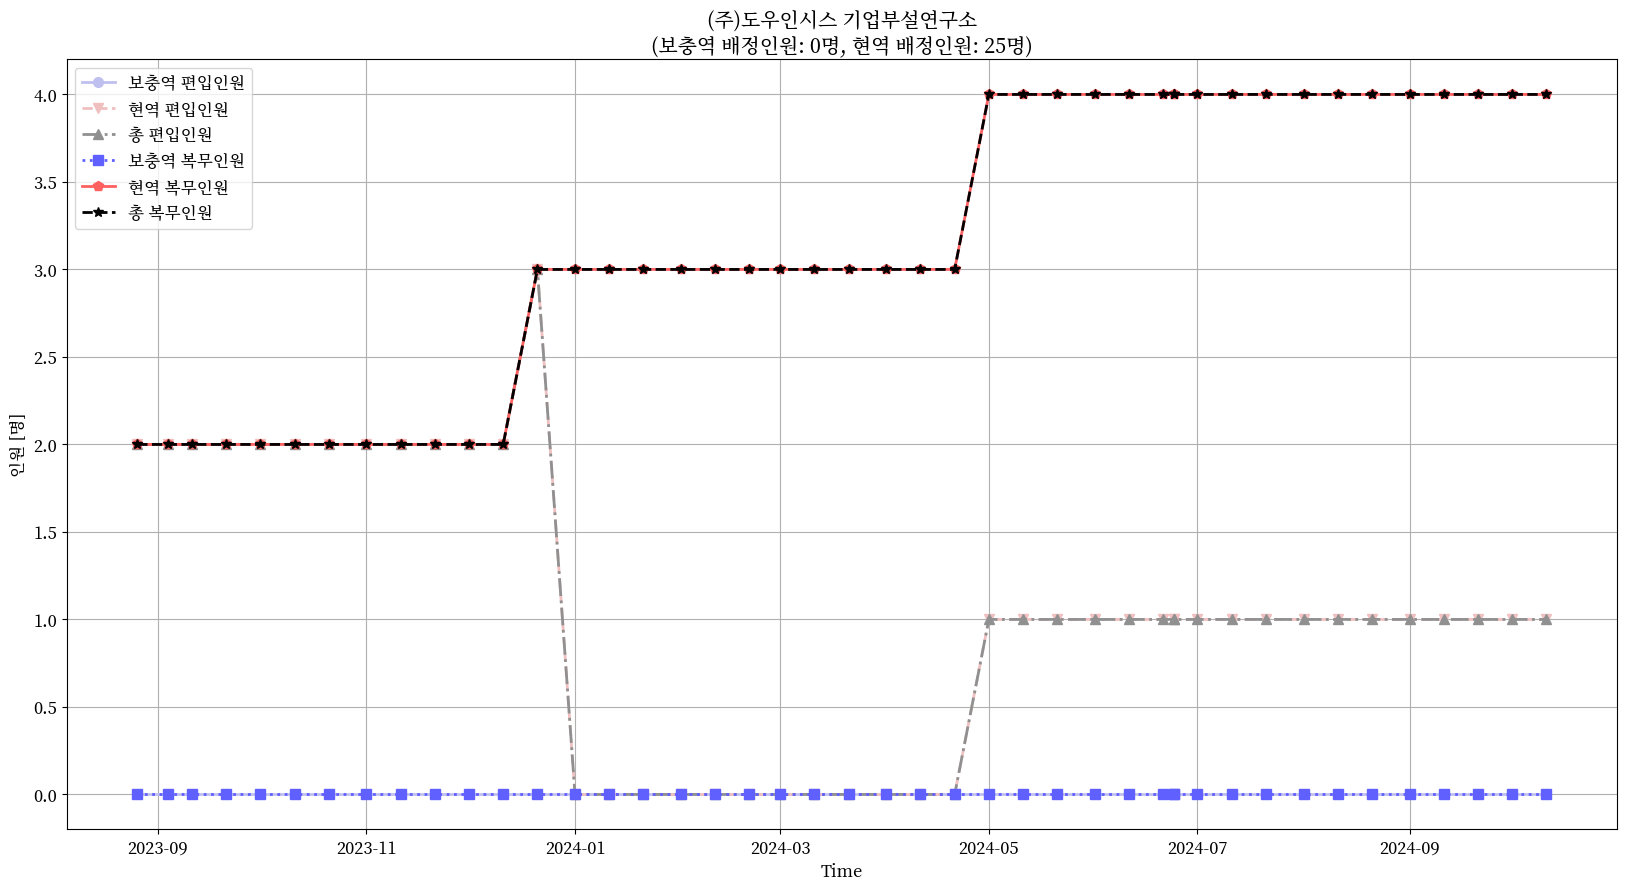 (주)도우인시스 기업부설연구소
(보충역 배정인원: 0명, 현역 배정인원: 25명)
보충역 편입인원
현역 편입인원
총 편입인원
보충역 복무인원
현역 복무인원
총 복무인원
4.0
3.5
3.0
2.5
2.0
1.5
1.0
0.5
0.0
인원 [명]
2023-09
2023-11
2024-01
2024-03
2024-05
2024-07
2024-09
Time